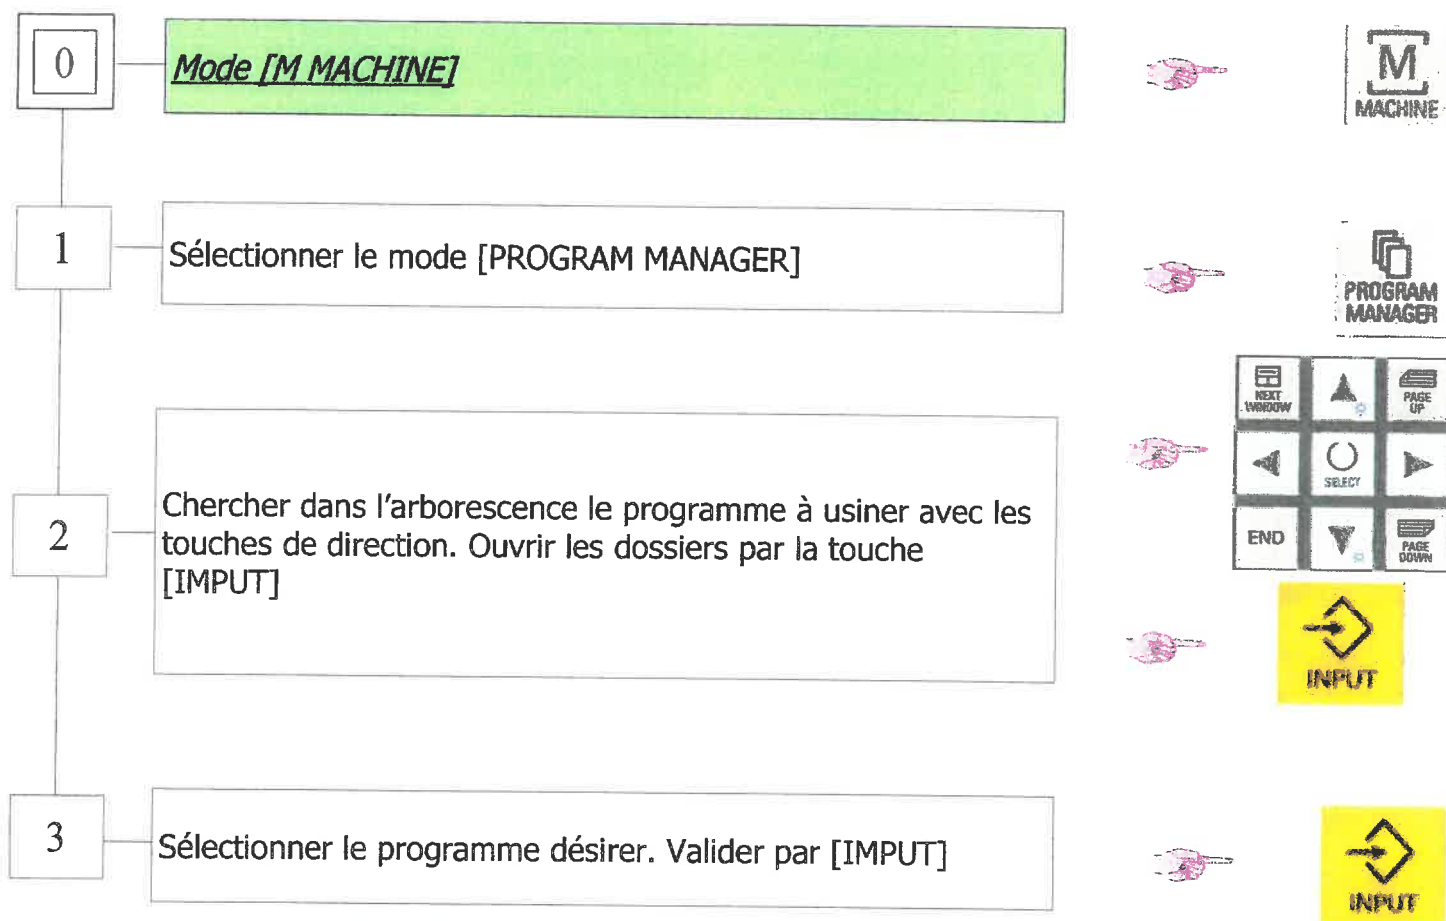 0
Mode [M MACHINE]
M
MACHINE
1
Sélectionner le mode [PROGRAM MANAGER]
PROGRAM
MANAGER
2
Chercher dans l'arborescence le programme à usiner avec les
touches de direction. Ouvrir les dossiers par la touche
[IMPUT]
NEXT
WINDOW
PAGE
UP
SELECT
END
PAGE
DOWN
INPUT
3
Sélectionner le programme désirer. Valider par [IMPUT]
INPUT